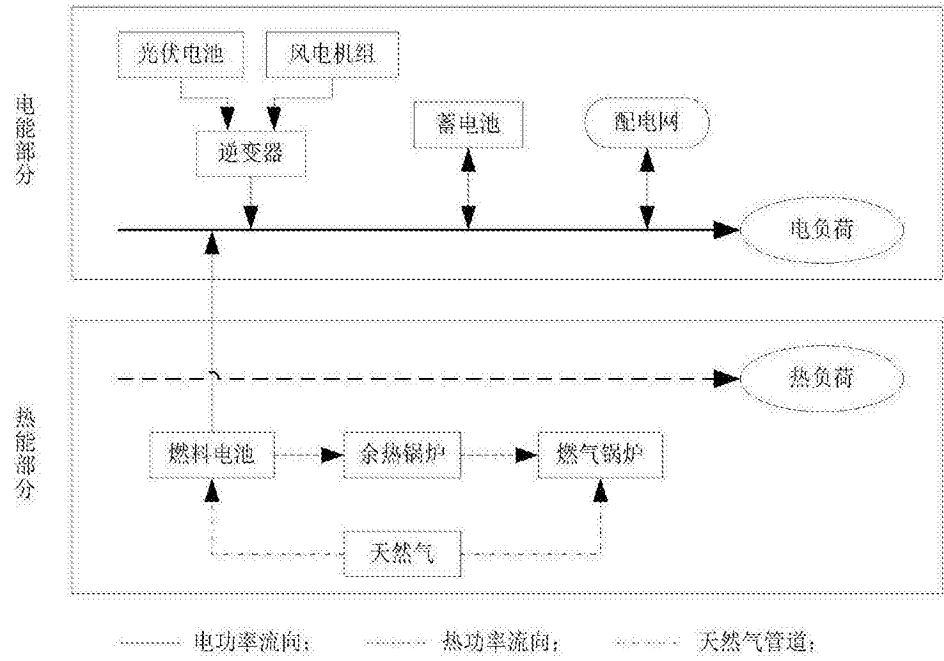 电能部分
光伏电池
风电机组
逆变器
蓄电池
配电网
电负荷
热能部分
热负荷
燃料电池
余热锅炉
燃气锅炉
天然气
电功率流向；
热功率流向；
天然气管道；